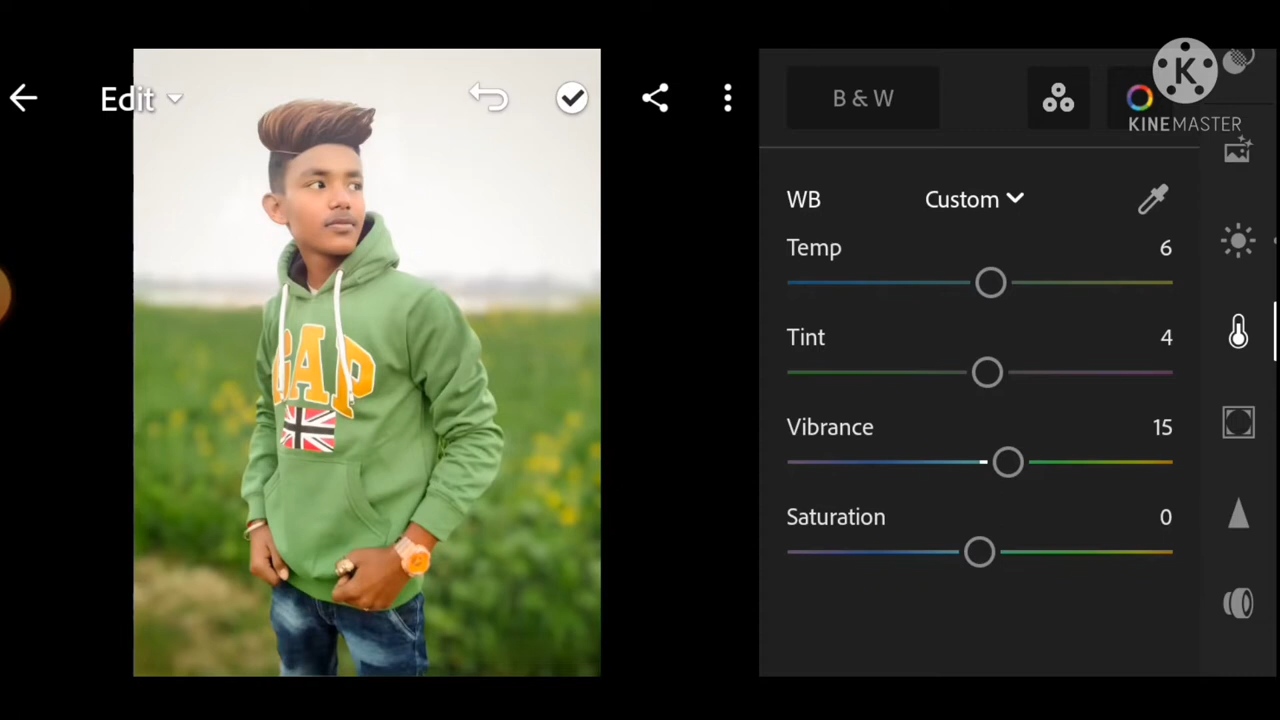 Edit
B & W
KINEMASTER
WB Custom
Temp 6
Tint 4
Vibrance 15
Saturation 0
GAP
K